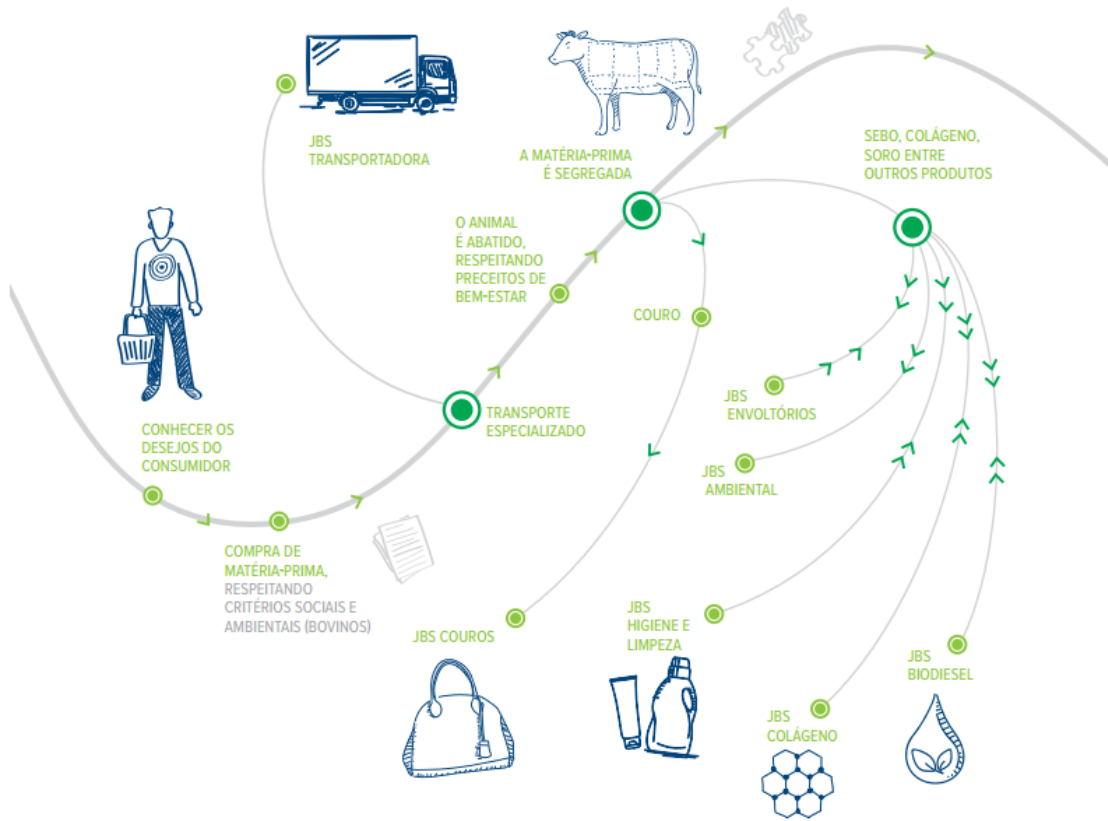 JBS
TRANSPORTADORA
A MATÉRIA-PRIMA
É SEGREGADA
SEBO, COLÁGENO,
SORO ENTRE
OUTROS PRODUTOS
O ANIMAL
É ABATIDO,
RESPEITANDO
PRECEITOS DE
BEM-ESTAR
COURO
JBS
ENVOLTÓRIOS
TRANSPORTE
ESPECIALIZADO
CONHECER OS
DESEJOS DO
CONSUMIDOR
JBS
AMBIENTAL
COMPRA DE
MATÉRIA-PRIMA,
RESPEITANDO
CRITÉRIOS SOCIAIS E
AMBIENTAIS (BOVINOS)
JBS COUROS
JBS
HIGIENE E
LIMPEZA
JBS
BIODIESEL
JBS
COLÁGENO